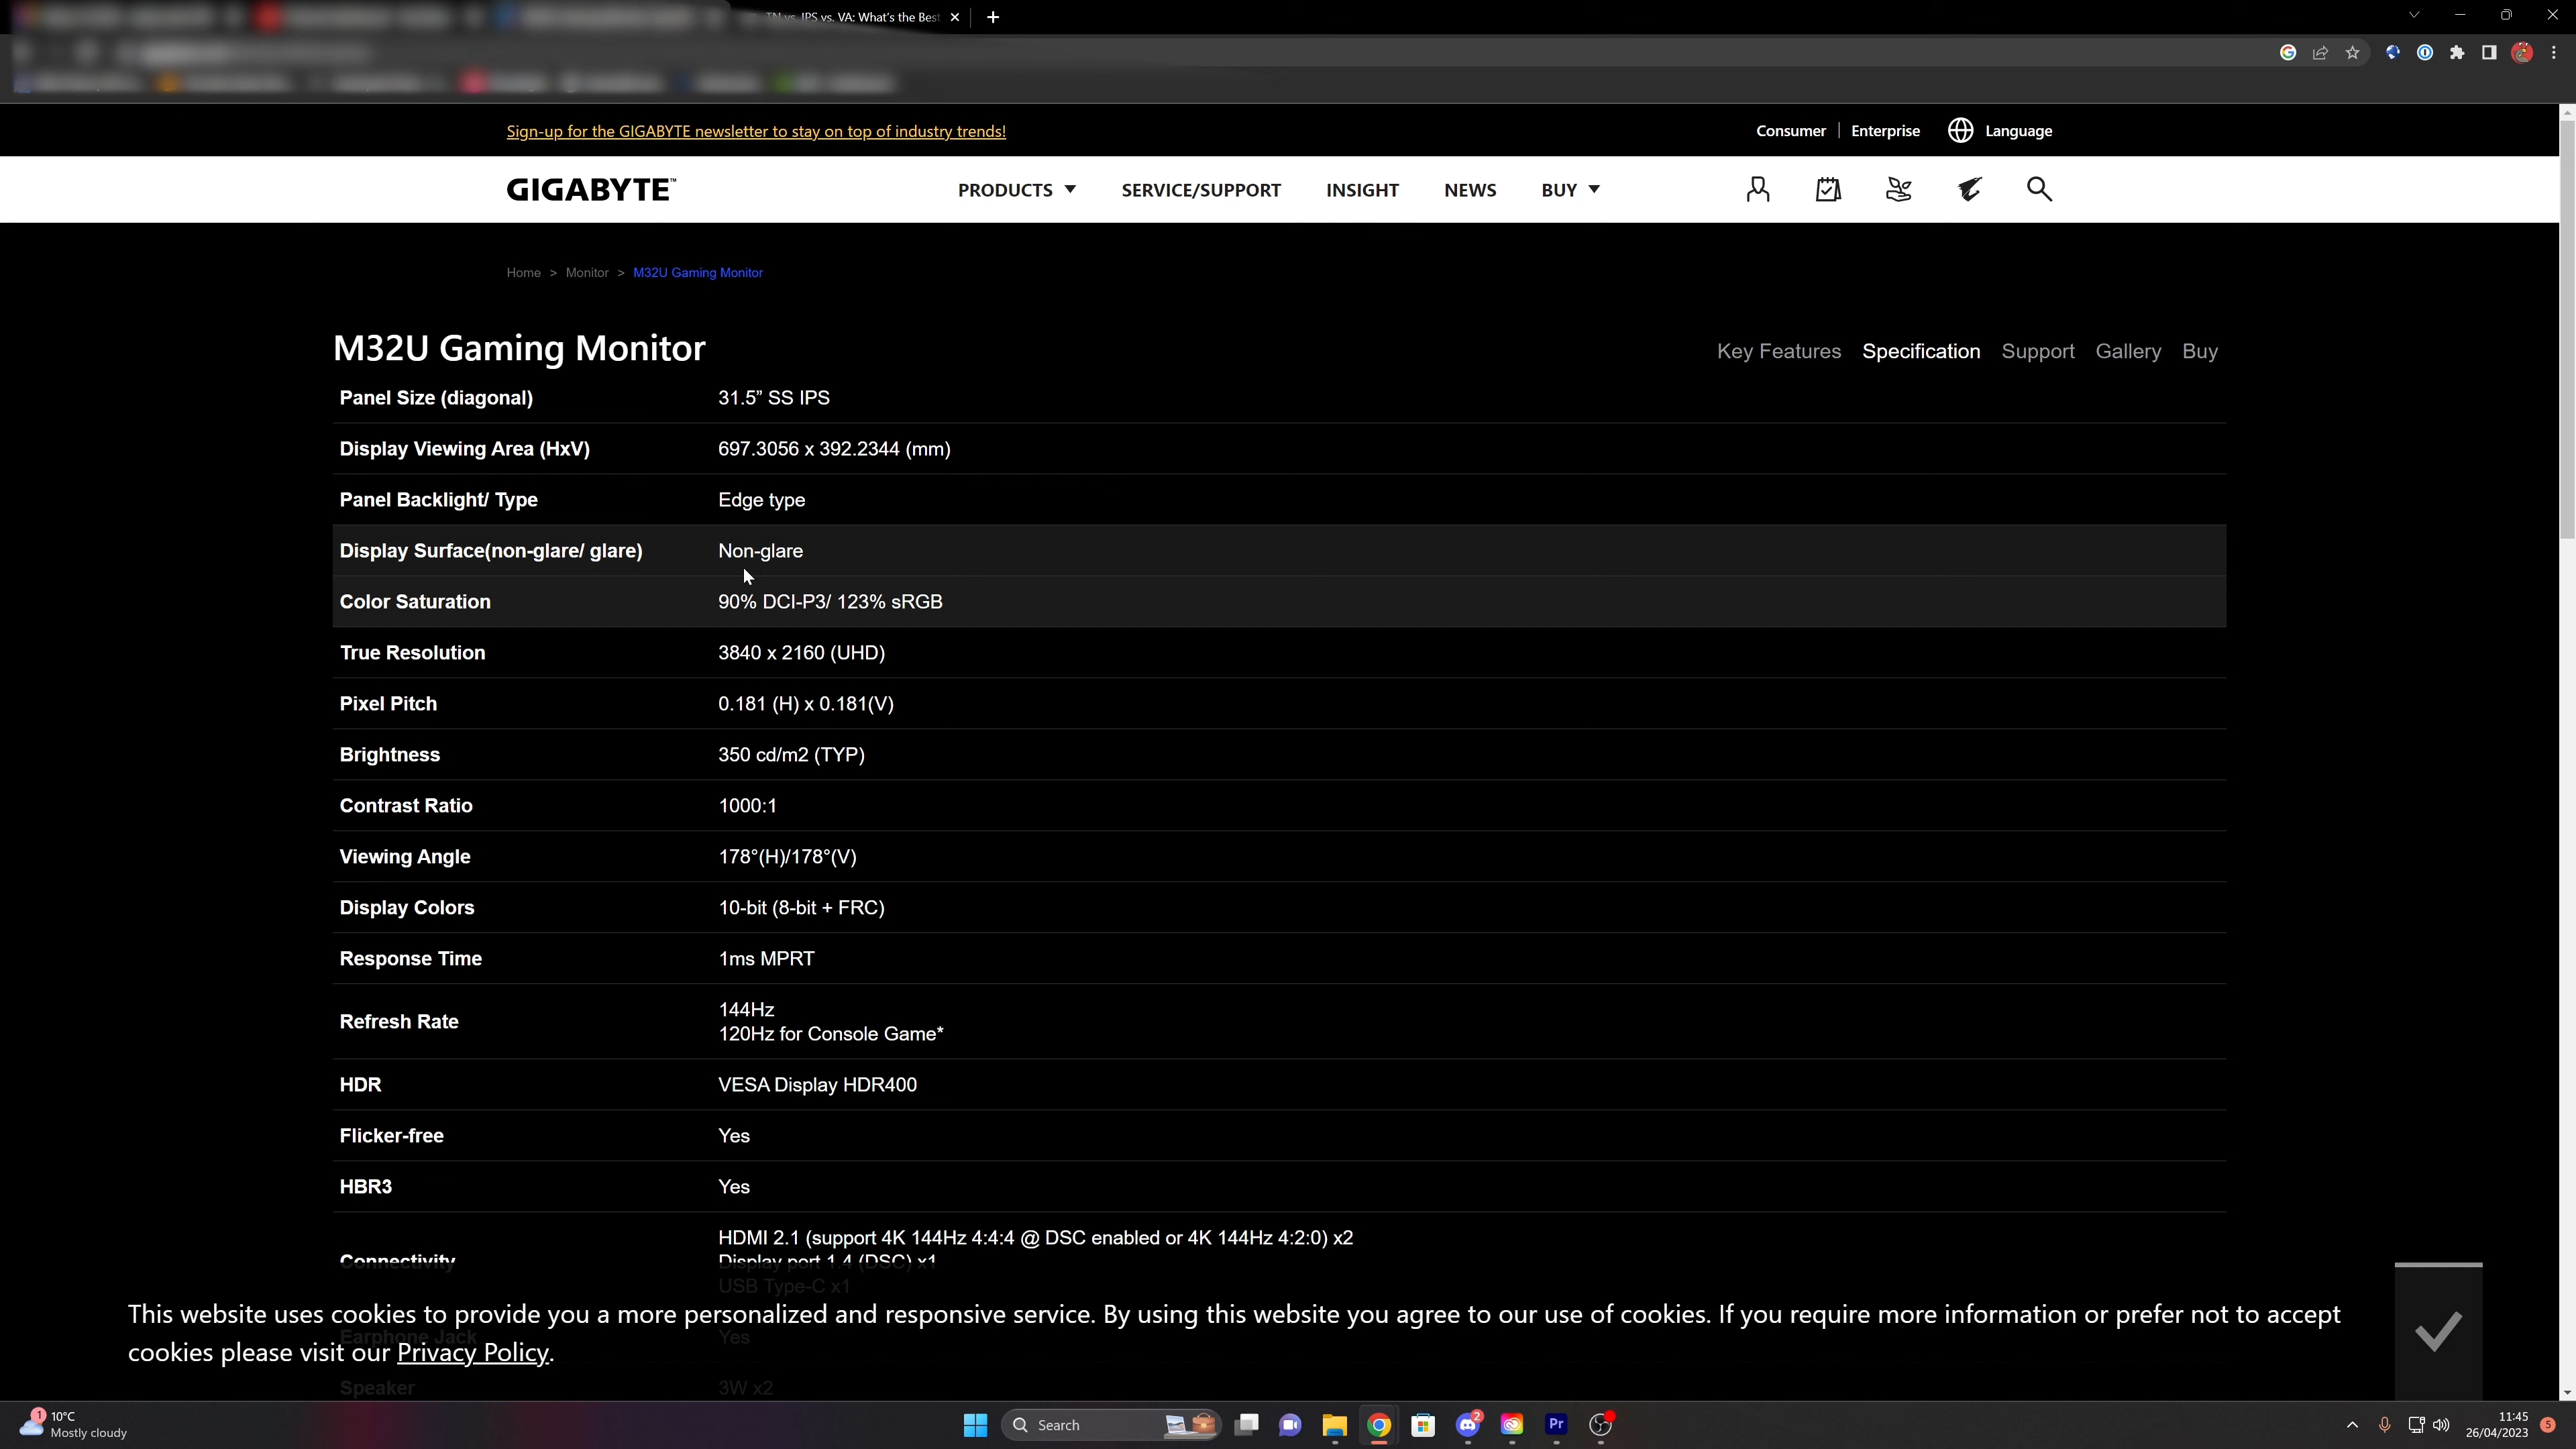 TN vs. IPS vs. VA: What's the Best
Sign-up for the GIGABYTE newsletter to stay on top of industry trends!
Consumer | Enterprise Language
GIGABYTE™
PRODUCTS SERVICE/SUPPORT INSIGHT NEWS BUY
Home > Monitor > M32U Gaming Monitor
M32U Gaming Monitor
Key Features Specification Support Gallery Buy
Panel Size (diagonal) 31.5” SS IPS
Display Viewing Area (HxV) 697.3056 x 392.2344 (mm)
Panel Backlight/ Type Edge type
Display Surface(non-glare/ glare) Non-glare
Color Saturation 90% DCI-P3/ 123% sRGB
True Resolution 3840 x 2160 (UHD)
Pixel Pitch 0.181 (H) x 0.181(V)
Brightness 350 cd/m2 (TYP)
Contrast Ratio 1000:1
Viewing Angle 178°(H)/178°(V)
Display Colors 10-bit (8-bit + FRC)
Response Time 1ms MPRT
Refresh Rate 144Hz
120Hz for Console Game*
HDR VESA Display HDR400
Flicker-free Yes
HBR3 Yes
HDMI 2.1 (support 4K 144Hz 4:4:4 @ DSC enabled or 4K 144Hz 4:2:0) x2
Connectivity Display port 1.4 (DSC) x1
USB Type-C x1
This website uses cookies to provide you a more personalized and responsive service. By using this website you agree to our use of cookies. If you require more information or prefer not to accept
Earphone Jack Yes
cookies please visit our Privacy Policy.
Speaker 3W x2
1 10°C
Mostly cloudy
Search
2
Pr
11:45
26/04/2023
5